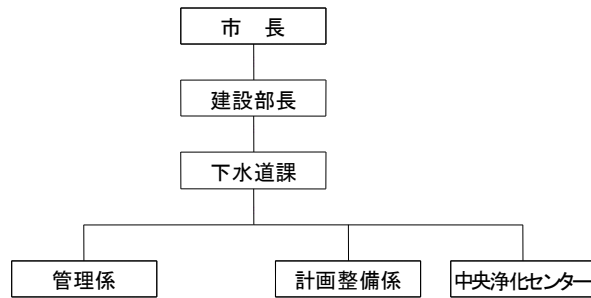 市　長
建設部長
下水道課
管理係
計画整備係
中央浄化センター